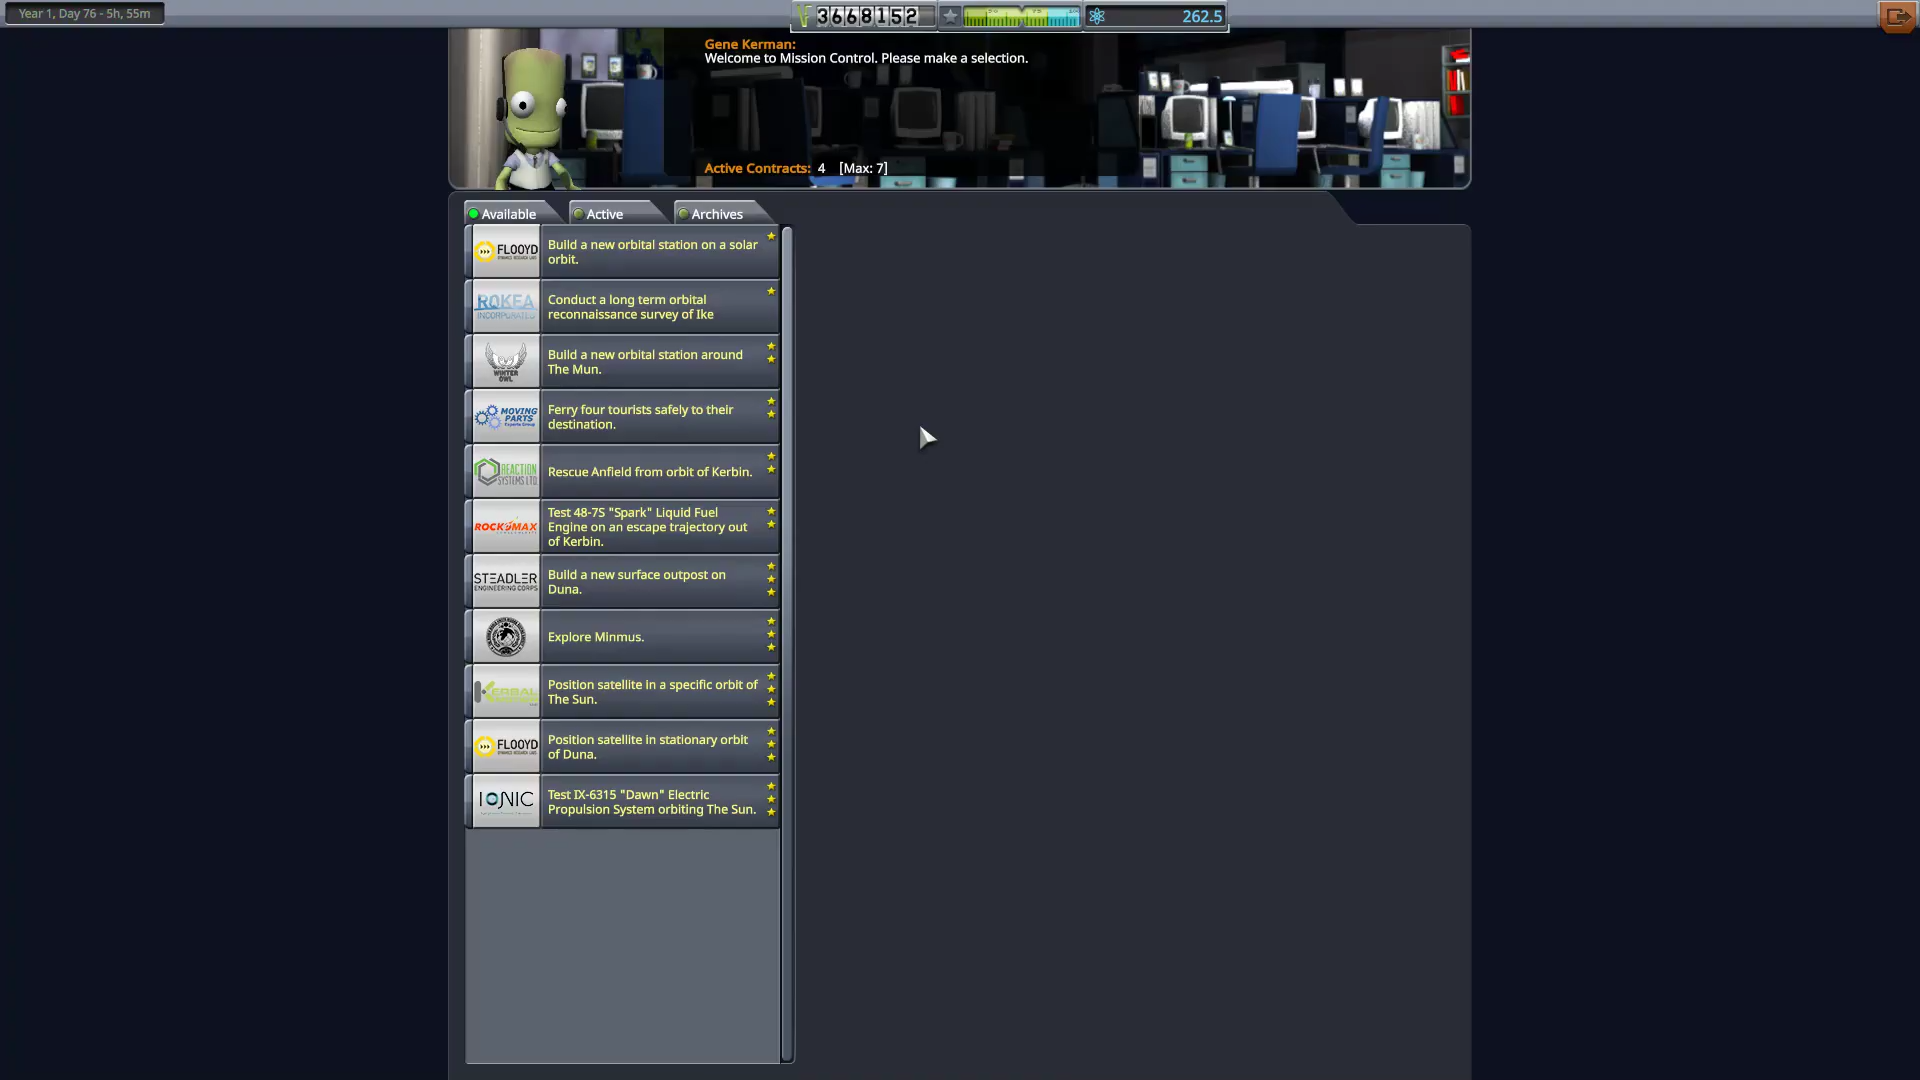 Year 1, Day 76 - 5h, 55m
3668152
262.5
Gene Kerman:
Welcome to Mission Control. Please make a selection.
Active Contracts: 4 [Max: 7]
Available
Active
Archives
FLOOYD
Build a new orbital station on a solar
orbit.
ROKEA
INCORPORATED
Conduct a long term orbital
reconnaissance survey of Ike
WINTER
OWL
Build a new orbital station around
The Mun.
MOVING
PARTS
Experts Group
Ferry four tourists safely to their
destination.
REACTION
SYSTEMS LTD
Rescue Anfield from orbit of Kerbin.
ROCKOMAX
Test 48-7S "Spark" Liquid Fuel
Engine on an escape trajectory out
of Kerbin.
STEADLER
ENGINEERING CORPS
Build a new surface outpost on
Duna.
Explore Minmus.
KERBAL
Position satellite in a specific orbit of
The Sun.
FLOOYD
Position satellite in stationary orbit
of Duna.
IONIC
Test IX-6315 "Dawn" Electric
Propulsion System orbiting The Sun.